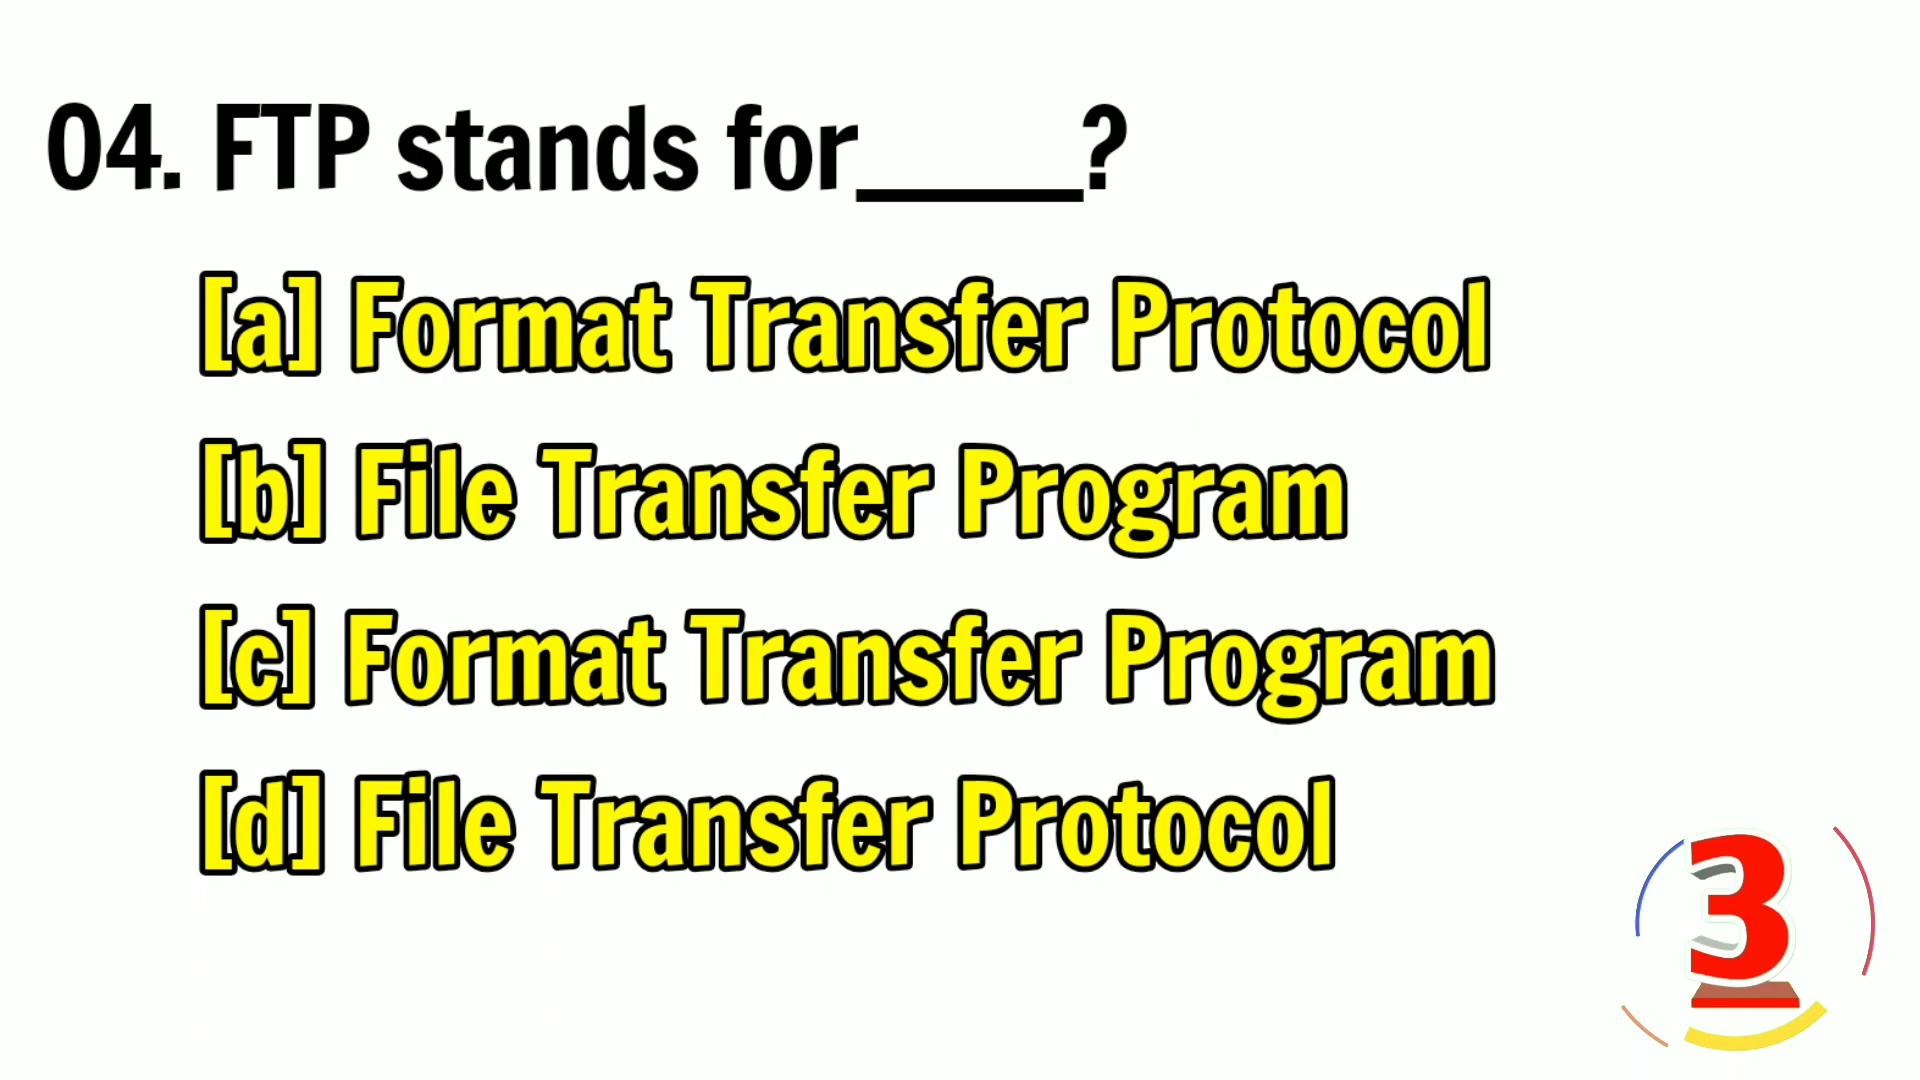 04. FTP stands for_____?
[a] Format Transfer Protocol
[b] File Transfer Program
[c] Format Transfer Program
[d] File Transfer Protocol
3